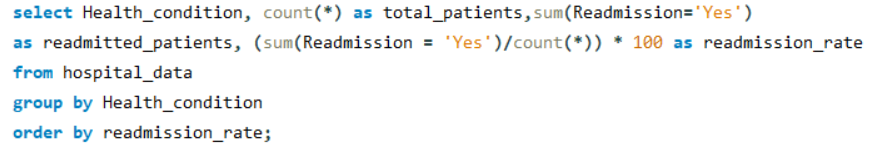 select Health_condition, count(*) as total_patients,sum(Readmission='Yes')
as readmitted_patients, (sum(Readmission = 'Yes')/count(*)) * 100 as readmission_rate
from hospital_data
group by Health_condition
order by readmission_rate;